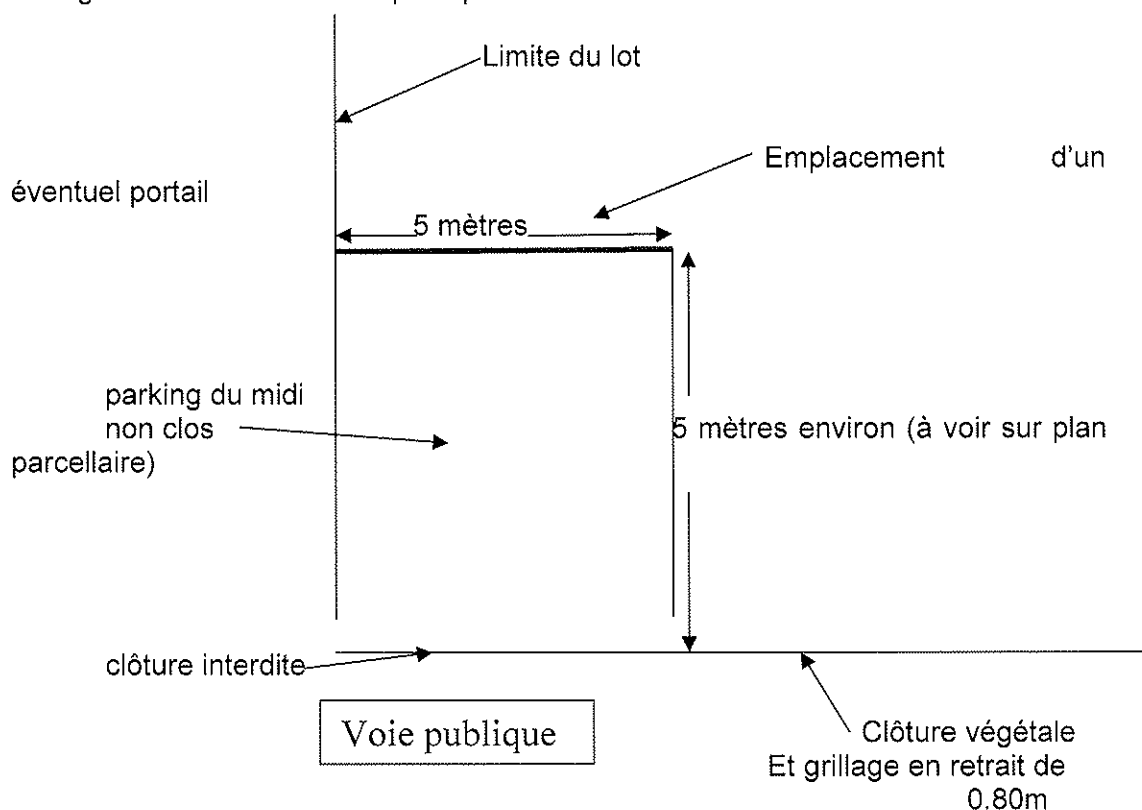 Limite du lot
Emplacement d'un
éventuel portail
5 mètres
parking du midi
non clos
5 mètres environ (à voir sur plan
parcellaire)
clôture interdite
Voie publique
Clôture végétale
Et grillage en retrait de
0.80m